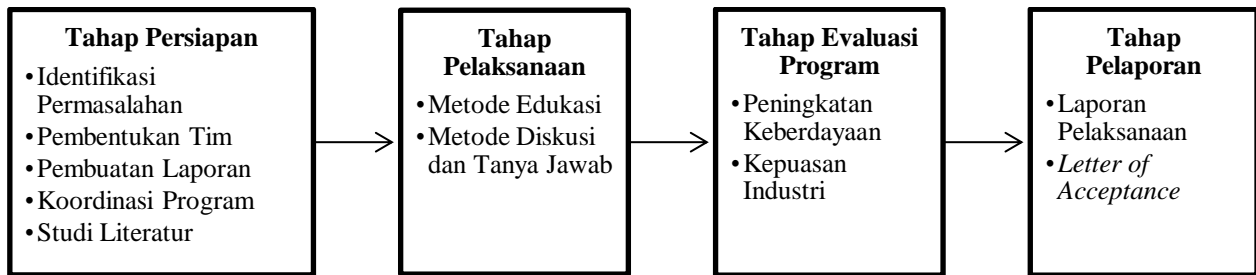 Tahap Persiapan
•Identifikasi
Permasalahan
•Pembentukan Tim
•Pembuatan Laporan
•Koordinasi Program
•Studi Literatur
Tahap
Pelaksanaan
•Metode Edukasi
•Metode Diskusi
dan Tanya Jawab
Tahap Evaluasi
Program
•Peningkatan
Keberdayaan
•Kepuasan
Industri
Tahap
Pelaporan
•Laporan
Pelaksanaan
•Letter of
Acceptance